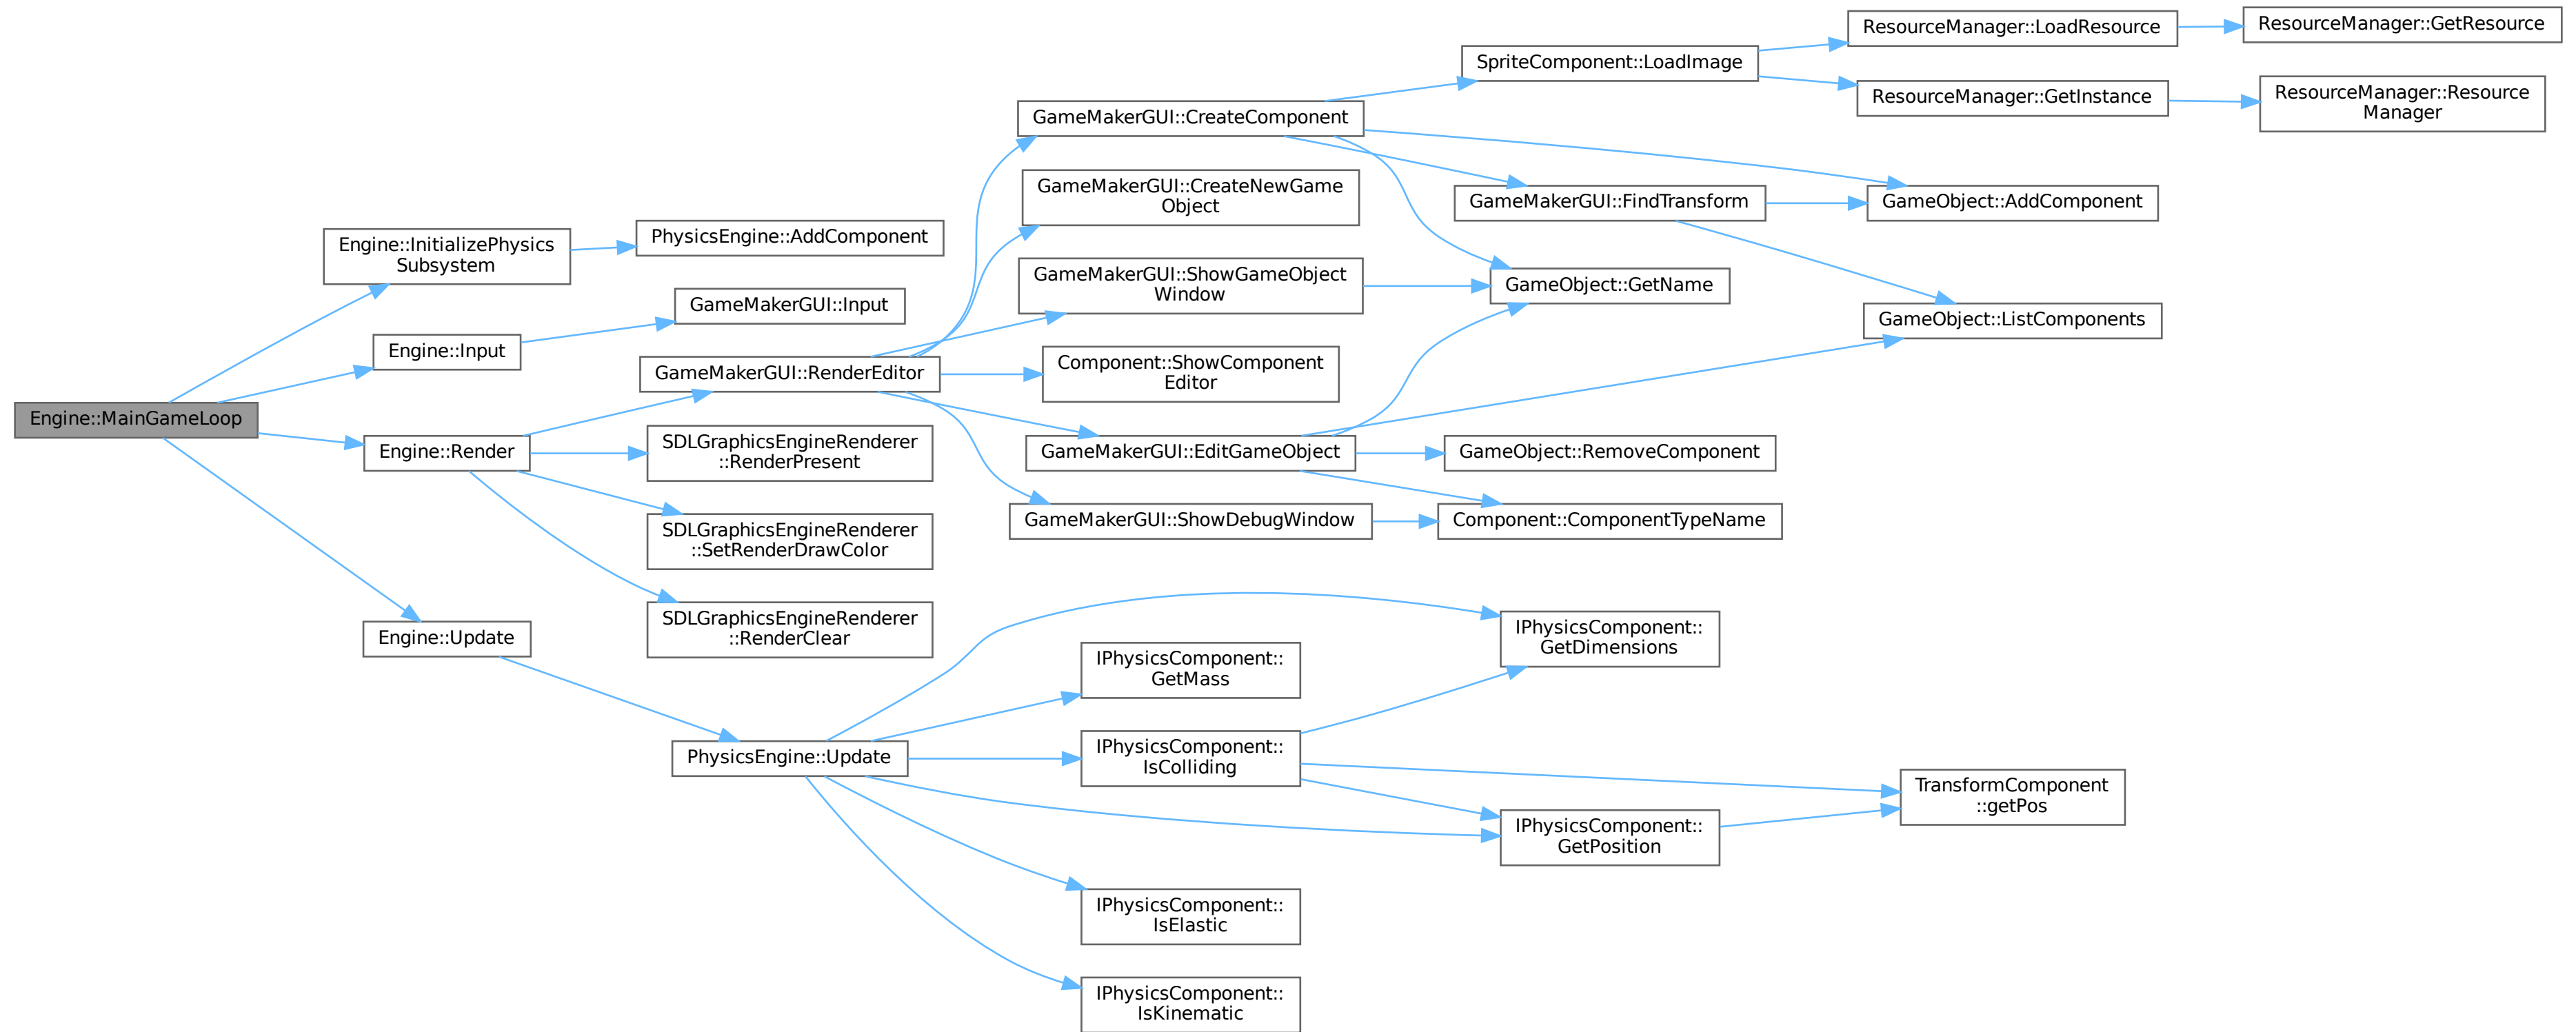 Engine::MainGameLoop
Engine::InitializePhysics
Subsystem
PhysicsEngine::AddComponent
Engine::Input
GameMakerGUI::Input
Engine::Render
GameMakerGUI::RenderEditor
SDLGraphicsEngineRenderer
::RenderPresent
SDLGraphicsEngineRenderer
::SetRenderDrawColor
SDLGraphicsEngineRenderer
::RenderClear
Engine::Update
PhysicsEngine::Update
GameMakerGUI::CreateComponent
GameMakerGUI::CreateNewGame
Object
GameMakerGUI::ShowGameObject
Window
Component::ShowComponent
Editor
GameMakerGUI::EditGameObject
GameMakerGUI::ShowDebugWindow
IPhysicsComponent::
GetMass
IPhysicsComponent::
IsColliding
IPhysicsComponent::
IsElastic
IPhysicsComponent::
IsKinematic
SpriteComponent::LoadImage
GameMakerGUI::FindTransform
GameObject::GetName
GameObject::RemoveComponent
Component::ComponentTypeName
IPhysicsComponent::
GetDimensions
IPhysicsComponent::
GetPosition
ResourceManager::LoadResource
ResourceManager::GetInstance
GameObject::AddComponent
GameObject::ListComponents
TransformComponent
::getPos
ResourceManager::GetResource
ResourceManager::Resource
Manager